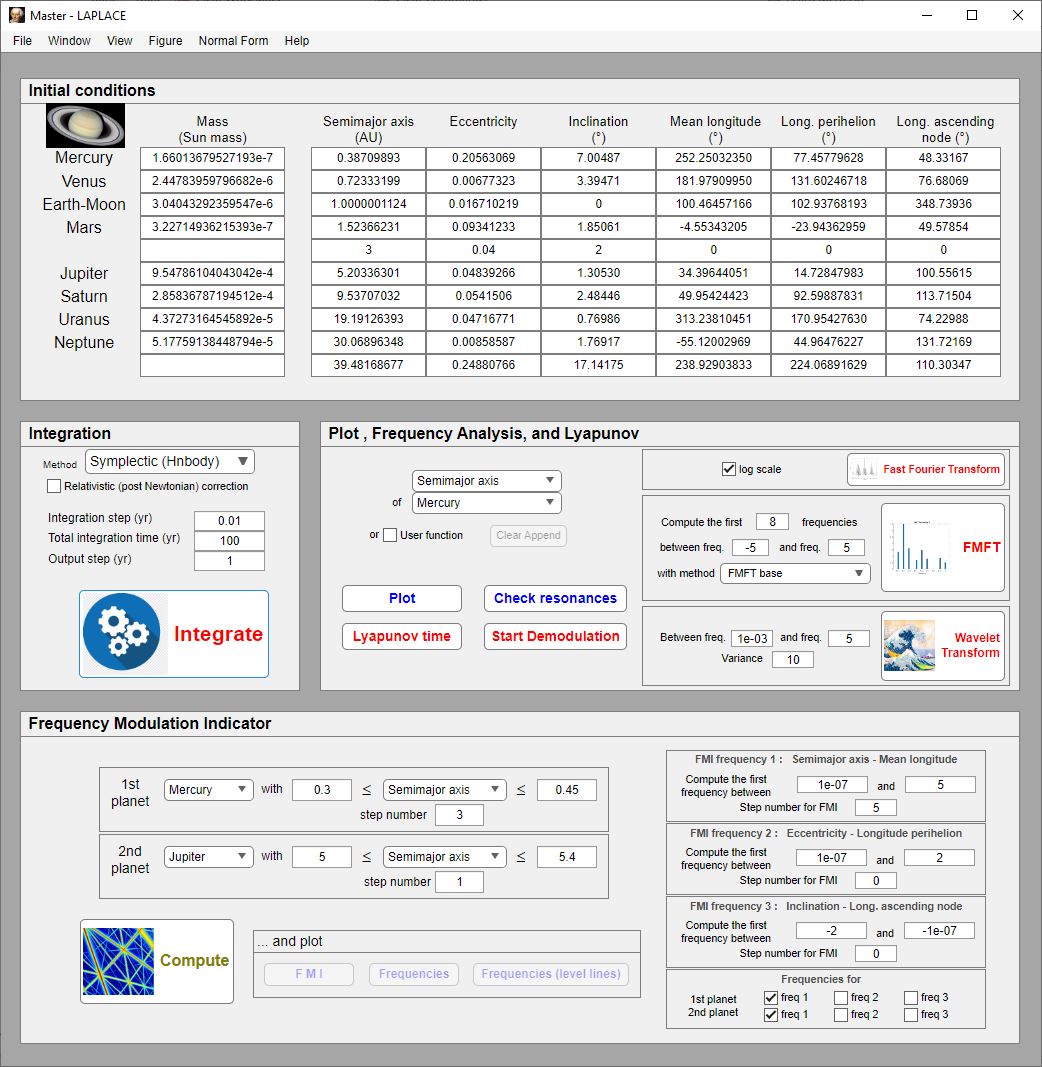 Master - LAPLACE
File Window View Figure Normal Form Help
Initial conditions
Mass (Sun mass) Semimajor axis (AU) Eccentricity Inclination (°) Mean longitude (°) Long. perihelion (°) Long. ascending node (°)
Mercury 1.66013679527193e-7 0.38709893 0.20563069 7.00487 252.25032350 77.45779628 48.33167
Venus 2.44783959796682e-6 0.72333199 0.00677323 3.39471 181.97909950 131.60246718 76.68069
Earth-Moon 3.04043292359547e-6 1.0000001124 0.016710219 0 100.46457166 102.93768193 348.73936
Mars 3.22714936215393e-7 1.52366231 0.09341233 1.85061 -4.55343205 -23.94362959 49.57854
3 0.04 2 0 0 0
Jupiter 9.54786104043042e-4 5.20336301 0.04839266 1.30530 34.39644051 14.72847983 100.55615
Saturn 2.85836787194512e-4 9.53707032 0.0541506 2.48446 49.95424423 92.59887831 113.71504
Uranus 4.37273164545892e-5 19.19126393 0.04716771 0.76986 313.23810451 170.95427630 74.22988
Neptune 5.17759138448794e-5 30.06896348 0.00858587 1.76917 -55.12002969 44.96476227 131.72169
39.48168677 0.24880766 17.14175 238.92903833 224.06891629 110.30347
Integration
Method Symplectic (Hnbody)
Relativistic (post Newtonian) correction
Integration step (yr) 0.01
Total integration time (yr) 100
Output step (yr) 1
Integrate
Plot , Frequency Analysis, and Lyapunov
Semimajor axis
of Mercury
or User function Clear Append
Plot Check resonances
Lyapunov time Start Demodulation
log scale Fast Fourier Transform
Compute the first 8 frequencies
between freq. -5 and freq. 5
with method FMFT base
FMFT
Between freq. 1e-03 and freq. 5
Variance 10
Wavelet
Transform
Frequency Modulation Indicator
1st planet Mercury with 0.3 ≤ Semimajor axis ≤ 0.45
step number 3
2nd planet Jupiter with 5 ≤ Semimajor axis ≤ 5.4
step number 1
Compute
... and plot
F M I Frequencies Frequencies (level lines)
FMI frequency 1 : Semimajor axis - Mean longitude
Compute the first frequency between 1e-07 and 5
Step number for FMI 5
FMI frequency 2 : Eccentricity - Longitude perihelion
Compute the first frequency between 1e-07 and 2
Step number for FMI 0
FMI frequency 3 : Inclination - Long. ascending node
Compute the first frequency between -2 and -1e-07
Step number for FMI 0
Frequencies for
1st planet freq 1 freq 2 freq 3
2nd planet freq 1 freq 2 freq 3